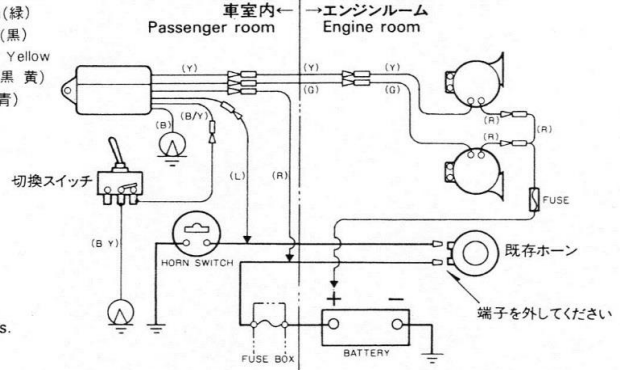 (緑)
(黒)
Yellow
黒 黄)
青)
s.
車室内← →エンジンルーム
Passenger room Engine room
(Y) (Y) (Y)
(G) (G)
(R)
(R) (R)
(B) (B/Y)
(L) (R)
切換スイッチ
FUSE
(B Y)
HORN SWITCH
既存ホーン
+ −
端子を外してください
BATTERY
FUSE BOX